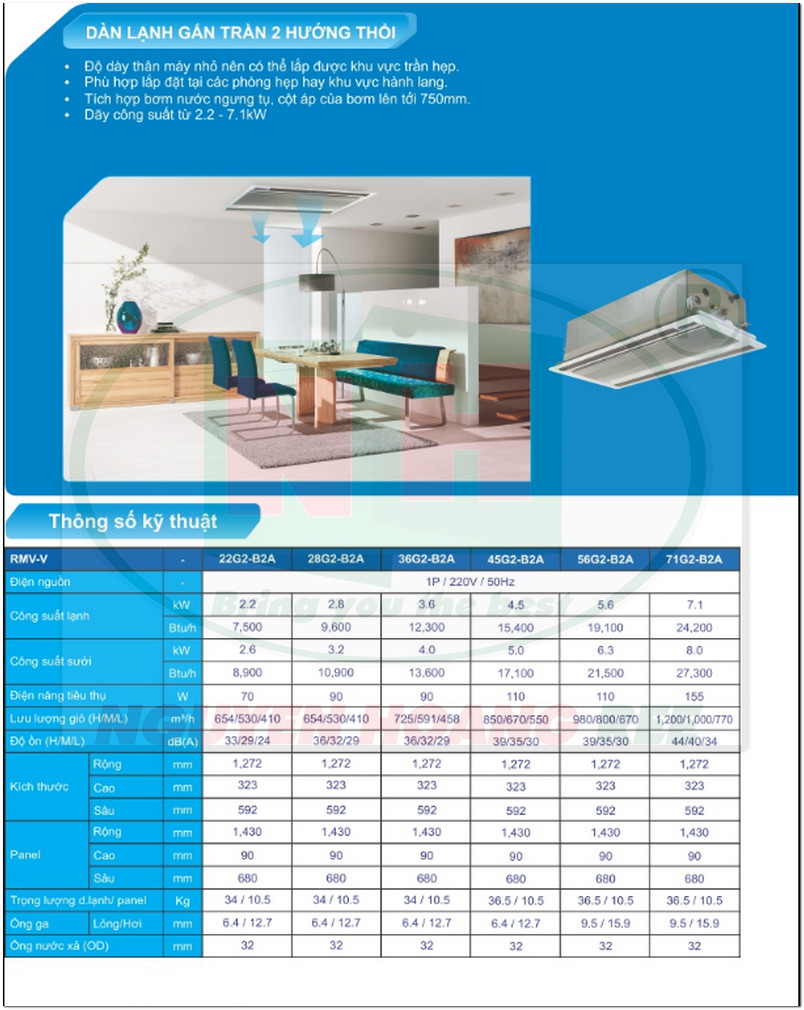 DÀN LẠNH GẮN TRẦN 2 HƯỚNG THỔI
• Độ dày thân máy nhỏ nên có thể lắp được khu vực trần hẹp.
• Phù hợp lắp đặt tại các phòng hẹp hay khu vực hành lang.
• Tích hợp bơm nước ngưng tụ, cột áp của bơm lên tới 750mm.
• Dãy công suất từ 2.2 - 7.1kW
Thông số kỹ thuật
RMV-V - 22G2-B2A 28G2-B2A 36G2-B2A 45G2-B2A 56G2-B2A 71G2-B2A
Điện nguồn - 1P / 220V / 50Hz
Công suất lạnh kW 2.2 2.8 3.6 4.5 5.6 7.1
Btu/h 7,500 9,600 12,300 15,400 19,100 24,200
Công suất sưởi kW 2.6 3.2 4.0 5.0 6.3 8.0
Btu/h 8,900 10,900 13,600 17,100 21,500 27,300
Điện năng tiêu thụ W 70 90 90 110 110 155
Lưu lượng gió (H/M/L) m³/h 654/530/410 654/530/410 725/591/458 850/670/550 980/800/670 1,200/1,000/770
Độ ồn (H/M/L) dB(A) 33/29/24 36/32/29 36/32/29 39/35/30 39/35/30 44/40/34
Kích thước Rộng mm 1,272 1,272 1,272 1,272 1,272 1,272
Cao mm 323 323 323 323 323 323
Sâu mm 592 592 592 592 592 592
Panel Rộng mm 1,430 1,430 1,430 1,430 1,430 1,430
Cao mm 90 90 90 90 90 90
Sâu mm 680 680 680 680 680 680
Trọng lượng d.lạnh/ panel Kg 34 / 10.5 34 / 10.5 34 / 10.5 36.5 / 10.5 36.5 / 10.5 36.5 / 10.5
Ống ga Lỏng/Hơi mm 6.4 / 12.7 6.4 / 12.7 6.4 / 12.7 6.4 / 12.7 9.5 / 15.9 9.5 / 15.9
Ống nước xả (OD) mm 32 32 32 32 32 32
NH
®
Bring you the best
NGUYEN HOANG REE